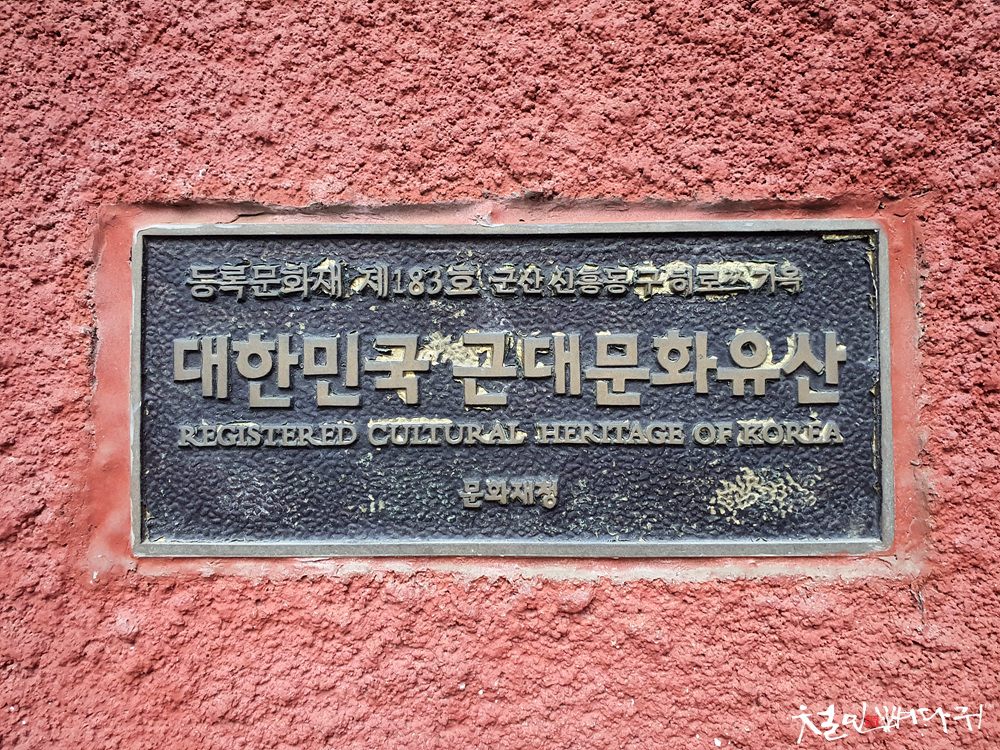 등록문화재 제183호 군산 신흥동 구 히로쓰 가옥
대한민국 근대문화유산
REGISTERED CULTURAL HERITAGE OF KOREA
문화재청